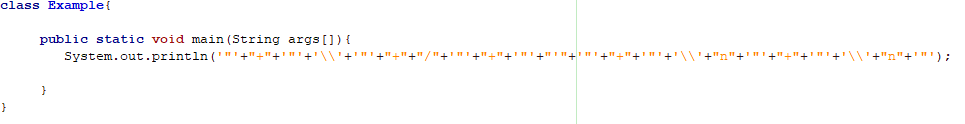 class Example{
public static void main(String args[]){
System.out.println('"'+"+"+'"'+'\\'+'"'+"+"+"/"+'"'+"+"+'"'+"'"+'"'+"+"+'"'+'\\'+"n"+'"'+"+"+'"'+'\\'+"n"+'"');
}
}